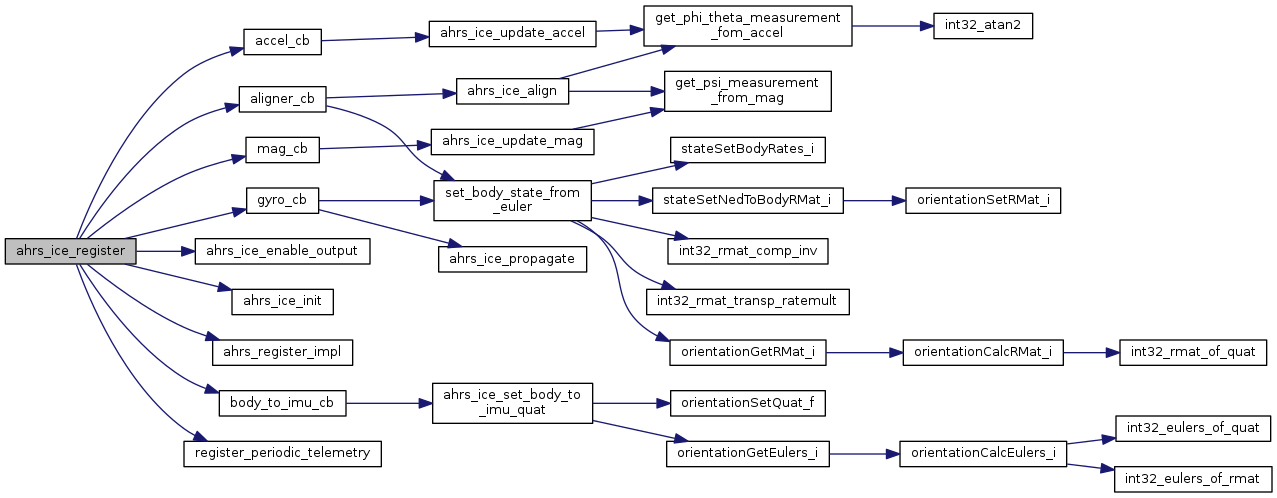 get_phi_theta_measurement
_fom_accel
int32_atan2
accel_cb
ahrs_ice_update_accel
aligner_cb
ahrs_ice_align
get_psi_measurement
_from_mag
mag_cb
ahrs_ice_update_mag
stateSetBodyRates_i
gyro_cb
set_body_state_from
_euler
stateSetNedToBodyRMat_i
orientationSetRMat_i
ahrs_ice_register
ahrs_ice_enable_output
ahrs_ice_propagate
int32_rmat_comp_inv
ahrs_ice_init
int32_rmat_transp_ratemult
ahrs_register_impl
orientationGetRMat_i
orientationCalcRMat_i
int32_rmat_of_quat
body_to_imu_cb
ahrs_ice_set_body_to
_imu_quat
orientationSetQuat_f
register_periodic_telemetry
orientationGetEulers_i
orientationCalcEulers_i
int32_eulers_of_quat
int32_eulers_of_rmat